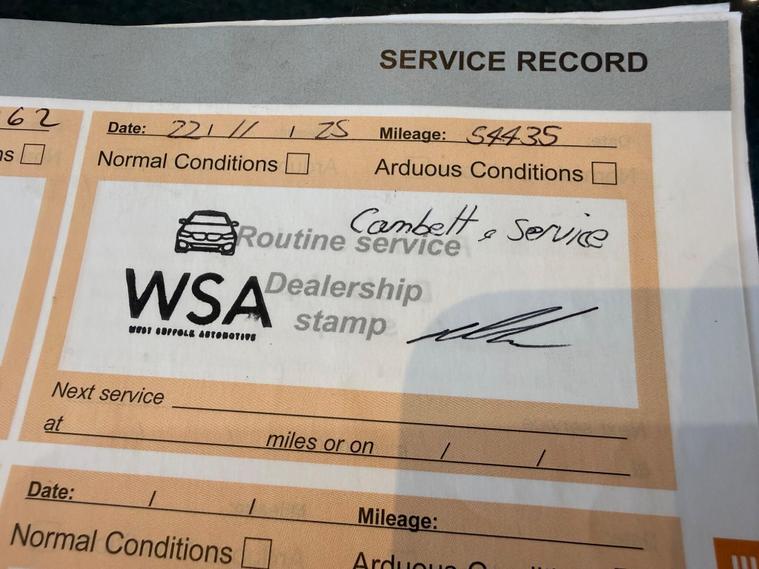 SERVICE RECORD
62
Date: 22 / 11 / 25 Mileage: 54435
Normal Conditions Arduous Conditions
Cambelt & Service
Routine service
WSA Dealership
WEST SUFFOLK AUTOMOTIVE stamp
Next service
at miles or on / /
Date: / / Mileage:
Normal Conditions